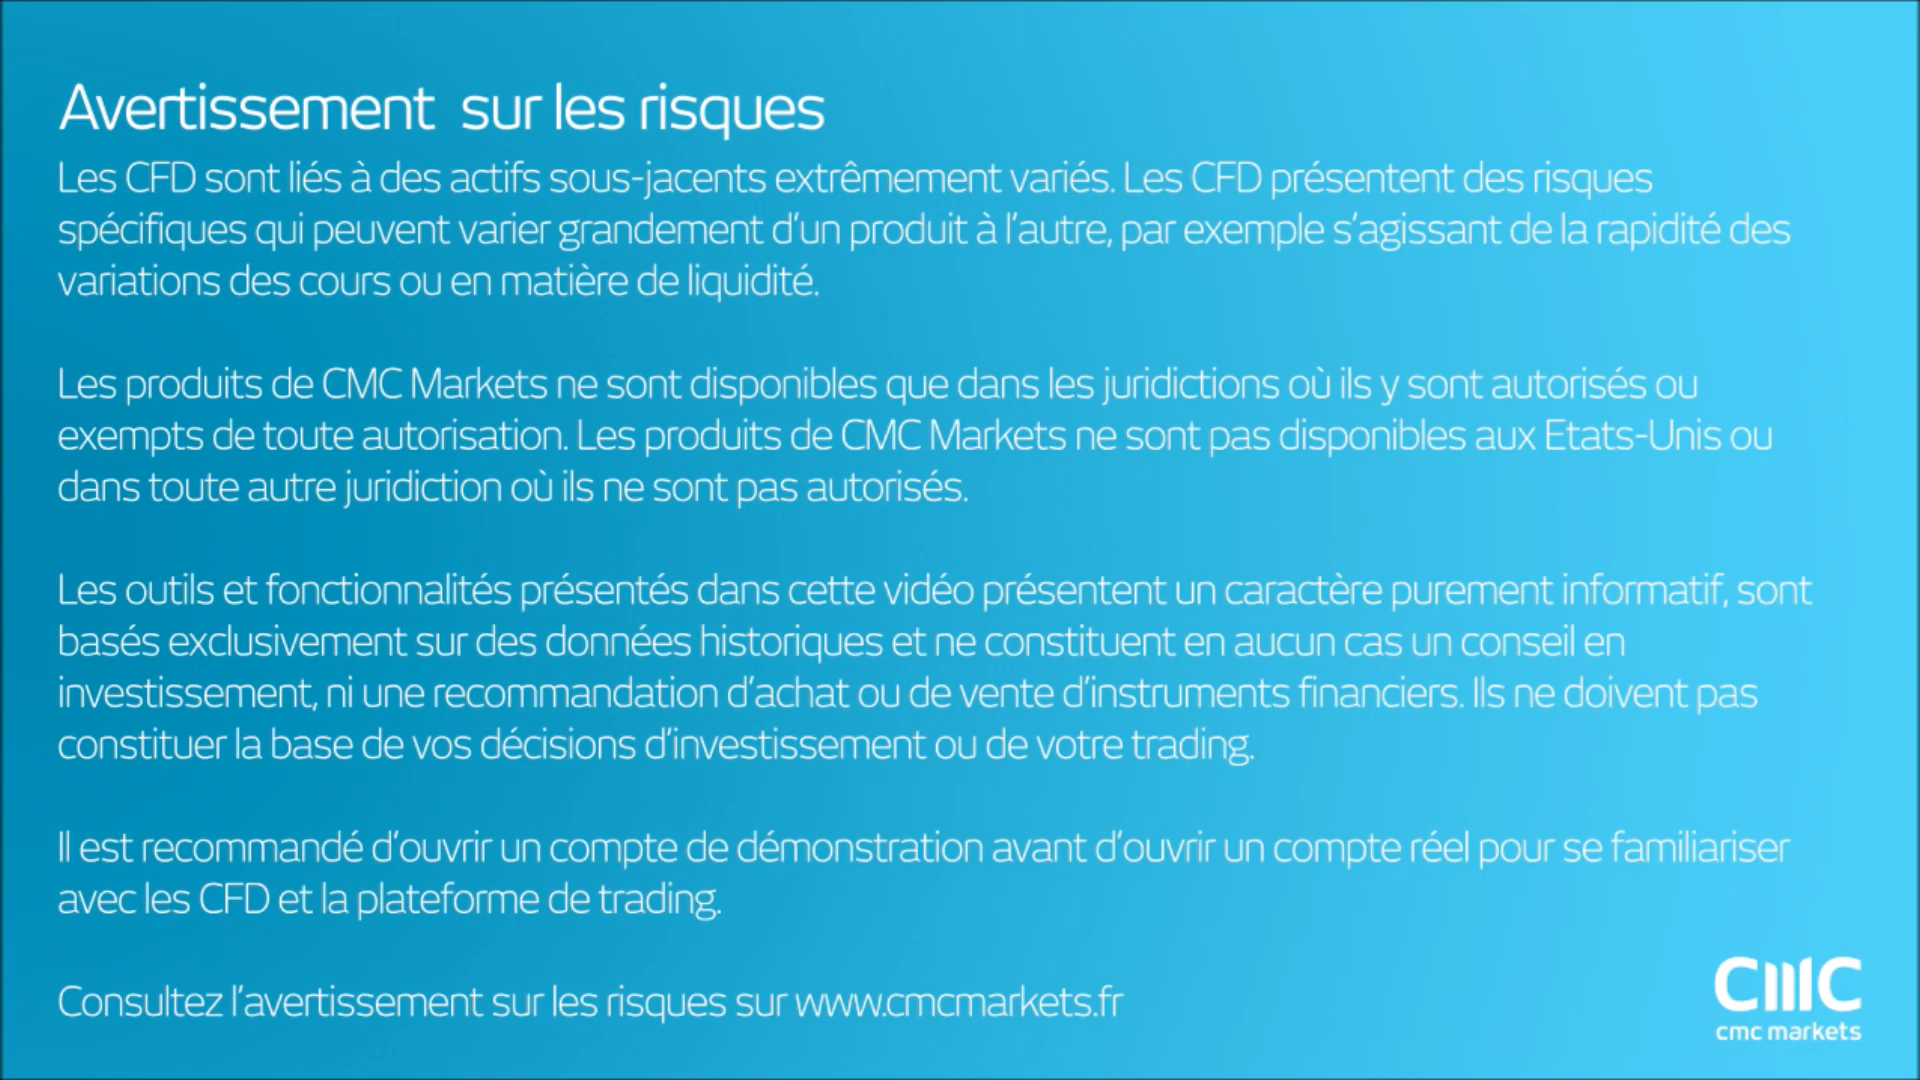 Avertissement sur les risques
Les CFD sont liés à des actifs sous-jacents extrêmement variés. Les CFD présentent des risques
spécifiques qui peuvent varier grandement d’un produit à l’autre, par exemple s’agissant de la rapidité des
variations des cours ou en matière de liquidité.
Les produits de CMC Markets ne sont disponibles que dans les juridictions où ils y sont autorisés ou
exempts de toute autorisation. Les produits de CMC Markets ne sont pas disponibles aux Etats-Unis ou
dans toute autre juridiction où ils ne sont pas autorisés.
Les outils et fonctionnalités présentés dans cette vidéo présentent un caractère purement informatif, sont
basés exclusivement sur des données historiques et ne constituent en aucun cas un conseil en
investissement, ni une recommandation d’achat ou de vente d’instruments financiers. Ils ne doivent pas
constituer la base de vos décisions d’investissement ou de votre trading.
Il est recommandé d’ouvrir un compte de démonstration avant d’ouvrir un compte réel pour se familiariser
avec les CFD et la plateforme de trading.
Consultez l’avertissement sur les risques sur www.cmcmarkets.fr
CMC
cmc markets